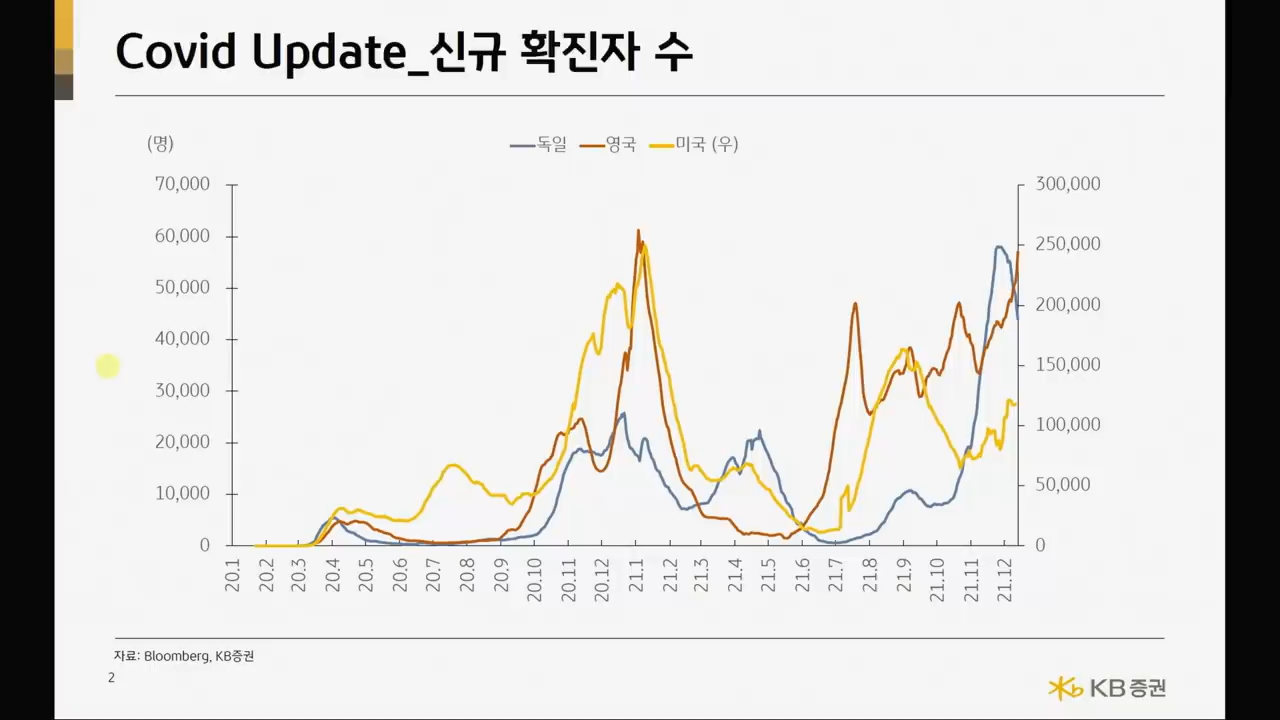 Covid Update_신규 확진자 수
(명)
독일 영국 미국 (우)
70,000
60,000
50,000
40,000
30,000
20,000
10,000
0
300,000
250,000
200,000
150,000
100,000
50,000
0
20.1 20.2 20.3 20.4 20.5 20.6 20.7 20.8 20.9 20.10 20.11 20.12 21.1 21.2 21.3 21.4 21.5 21.6 21.7 21.8 21.9 21.10 21.11 21.12
자료: Bloomberg, KB증권
2
KB증권